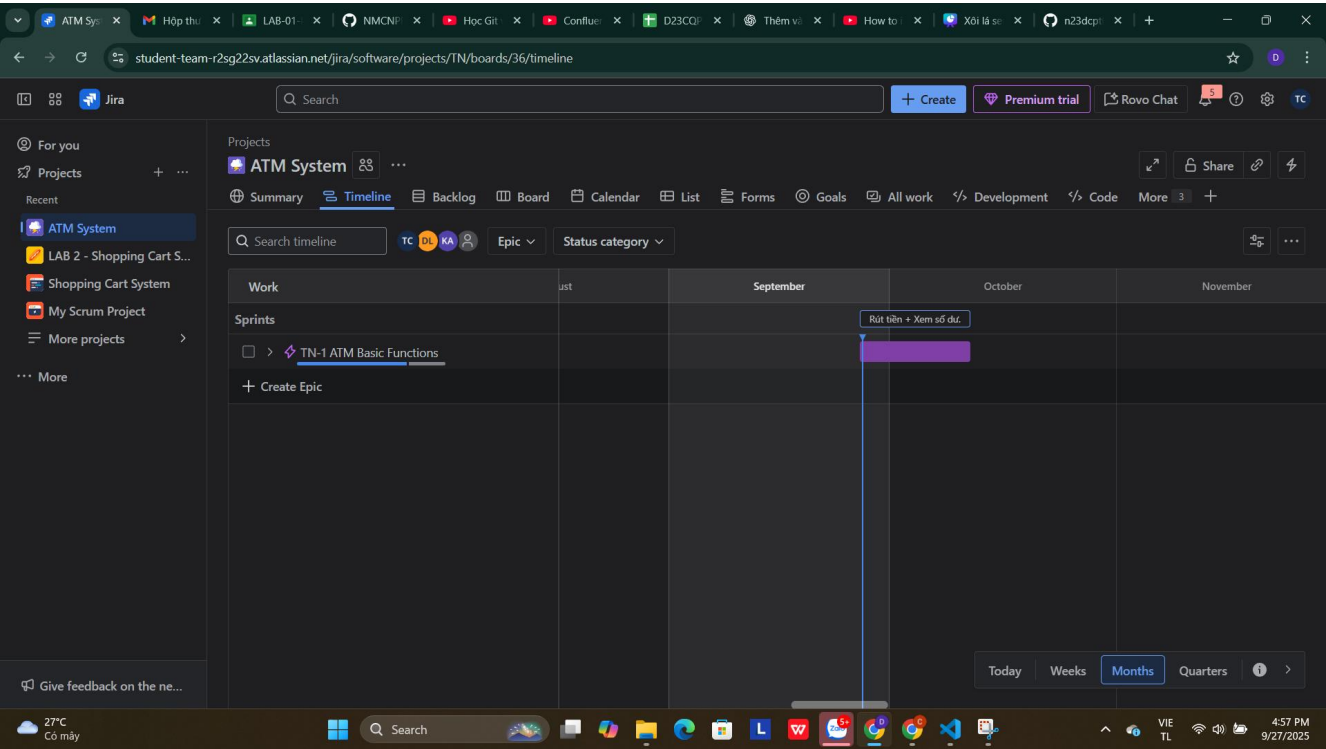 ATM Sys
Hộp thu
LAB-01-
NMCNP
Học Git
Confluen
D23CQP
Thêm và
How to
Xôi lá se
n23dcpt
student-team-r2sg22sv.atlassian.net/jira/software/projects/TN/boards/36/timeline
D
Jira
Search
+ Create
Premium trial
Rovo Chat
5
TC
For you
Projects
Recent
ATM System
LAB 2 - Shopping Cart S...
Shopping Cart System
My Scrum Project
More projects
More
Give feedback on the ne...
Projects
ATM System
Share
Summary Timeline Backlog Board Calendar List Forms Goals All work Development Code More 3
Search timeline
TC DL KA
Epic
Status category
Work ust September October November
Sprints
Rút tiền + Xem số dư.
TN-1 ATM Basic Functions
+ Create Epic
Today Weeks Months Quarters
27°C
Có mây
Search
L
Zalo
5+
D
C
VIE
TL
4:57 PM
9/27/2025